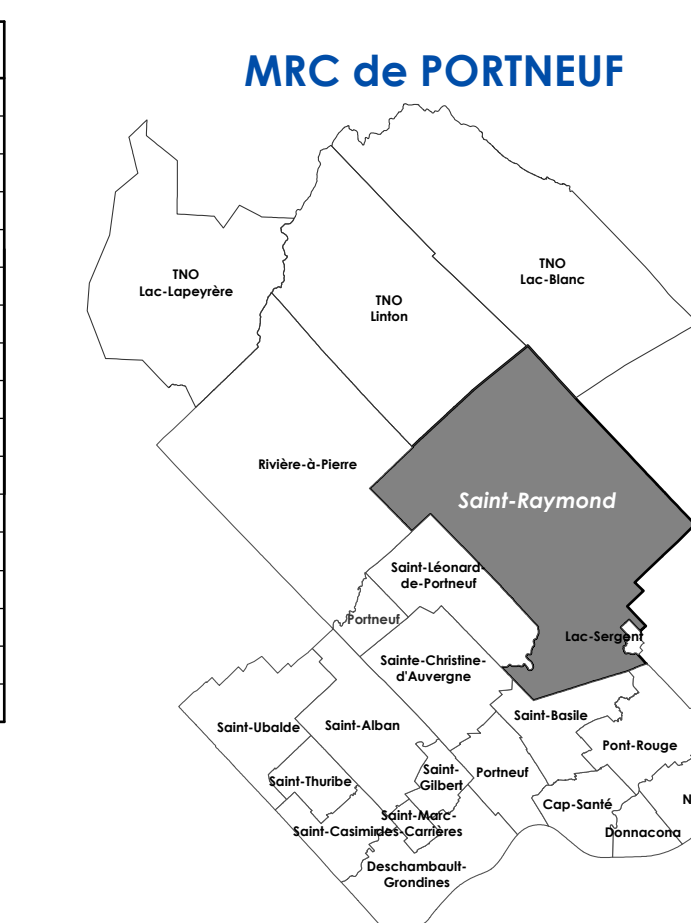 MRC de PORTNEUF
TNO
Lac-Lapeyrère
TNO
Linton
TNO
Lac-Blanc
Rivière-à-Pierre
Saint-Raymond
Saint-Léonard-
de-Portneuf
Portneuf
Lac-Sergent
Sainte-Christine-
d'Auvergne
Saint-Ubalde
Saint-Alban
Saint-Basile
Pont-Rouge
Saint-Thuribe
Saint-
Gilbert
Portneuf
Cap-Santé
N
Saint-Casimir
Saint-Marc-
des-Carrières
Donnacona
Deschambault-
Grondines